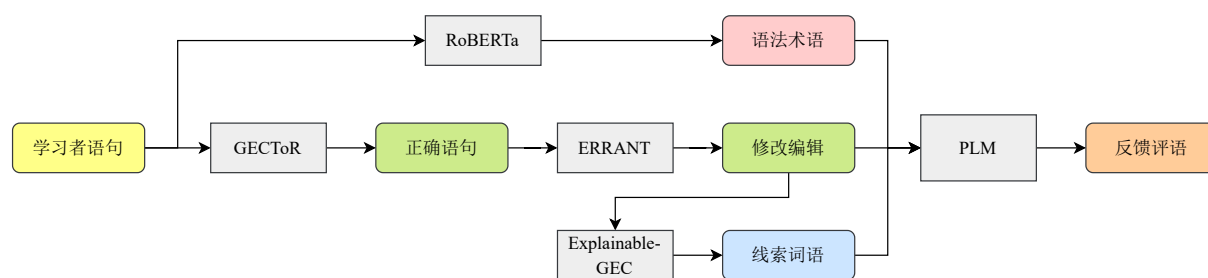 RoBERTa
语法术语
学习者语句
GECToR
正确语句
ERRANT
修改编辑
PLM
反馈评语
Explainable-
GEC
线索词语